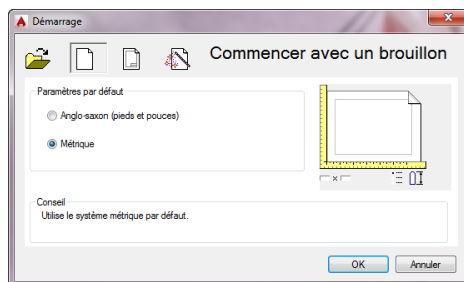 Démarrage
Commencer avec un brouillon
Paramètres par défaut
Anglo-saxon (pieds et pouces)
Métrique
Conseil
Utilise le système métrique par défaut.
OK
Annuler